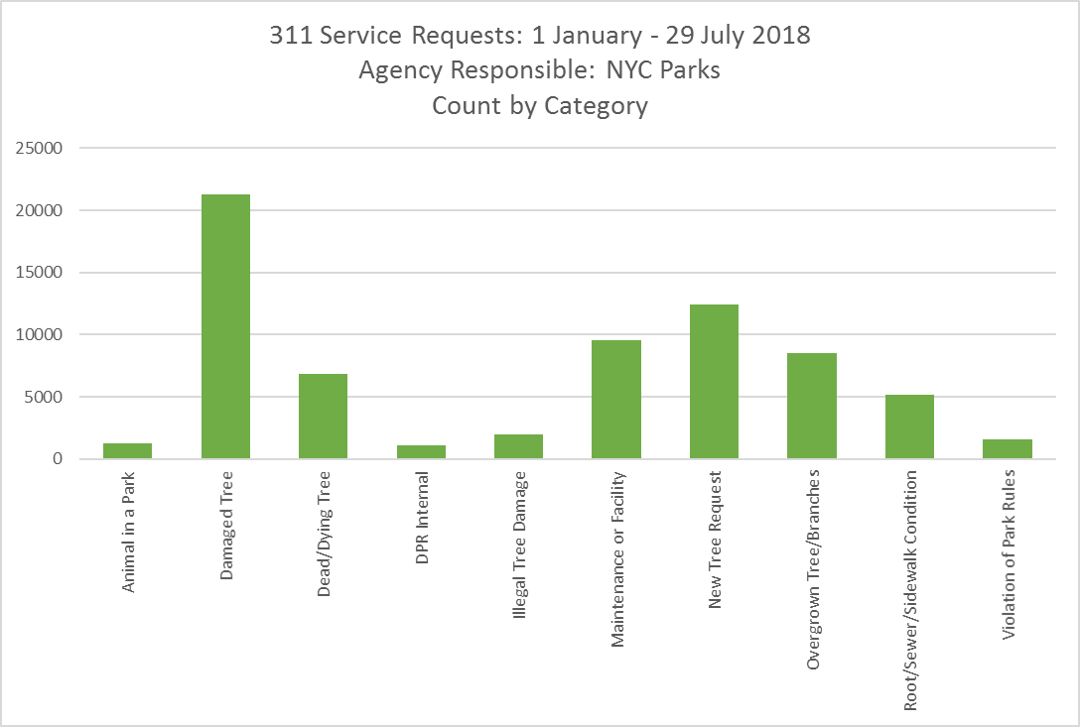 311 Service Requests: 1 January - 29 July 2018
Agency Responsible: NYC Parks
Count by Category
25000
20000
15000
10000
5000
0
Animal in a Park
Damaged Tree
Dead/Dying Tree
DPR Internal
Illegal Tree Damage
Maintenance or Facility
New Tree Request
Overgrown Tree/Branches
Root/Sewer/Sidewalk Condition
Violation of Park Rules